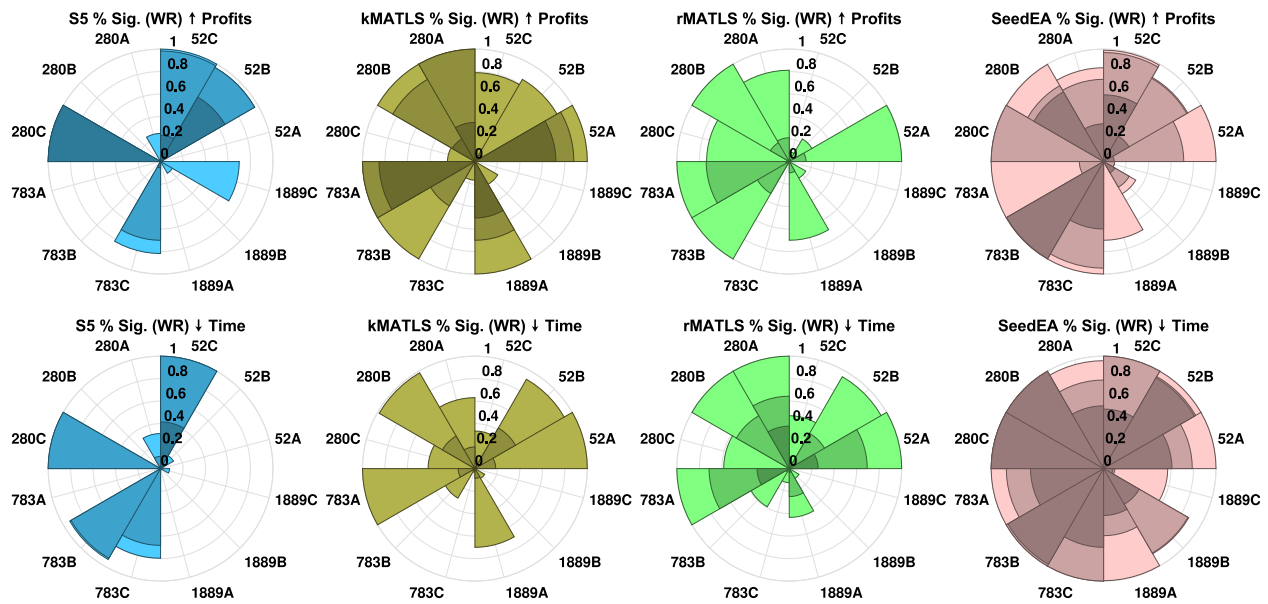 S5 % Sig. (WR) ↑ Profits
280A 1 52C
280B 0.8 52B
0.6
0.4
280C 0.2 52A
0
783A 1889C
783B 1889B
783C 1889A
kMATLS % Sig. (WR) ↑ Profits
280A 1 52C
280B 0.8 52B
0.6
0.4
280C 0.2 52A
0
783A 1889C
783B 1889B
783C 1889A
rMATLS % Sig. (WR) ↑ Profits
280A 1 52C
280B 0.8 52B
0.6
0.4
280C 0.2 52A
0
783A 1889C
783B 1889B
783C 1889A
SeedEA % Sig. (WR) ↑ Profits
280A 1 52C
280B 0.8 52B
0.6
0.4
280C 0.2 52A
0
783A 1889C
783B 1889B
783C 1889A
S5 % Sig. (WR) ↓ Time
280A 1 52C
280B 0.8 52B
0.6
0.4
280C 0.2 52A
0
783A 1889C
783B 1889B
783C 1889A
kMATLS % Sig. (WR) ↓ Time
280A 1 52C
280B 0.8 52B
0.6
0.4
280C 0.2 52A
0
783A 1889C
783B 1889B
783C 1889A
rMATLS % Sig. (WR) ↓ Time
280A 1 52C
280B 0.8 52B
0.6
0.4
280C 0.2 52A
0
783A 1889C
783B 1889B
783C 1889A
SeedEA % Sig. (WR) ↓ Time
280A 1 52C
280B 0.8 52B
0.6
0.4
280C 0.2 52A
0
783A 1889C
783B 1889B
783C 1889A